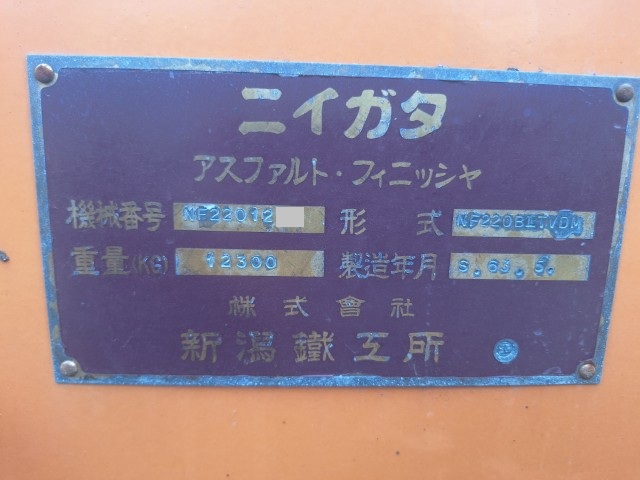 ニイガタ
アスファルト・フィニッシャ
機械番号 NF22012 形式 NF220BITVDM
重量(KG) 12300 製造年月 S.63.5.
株式會社
新潟鐵工所